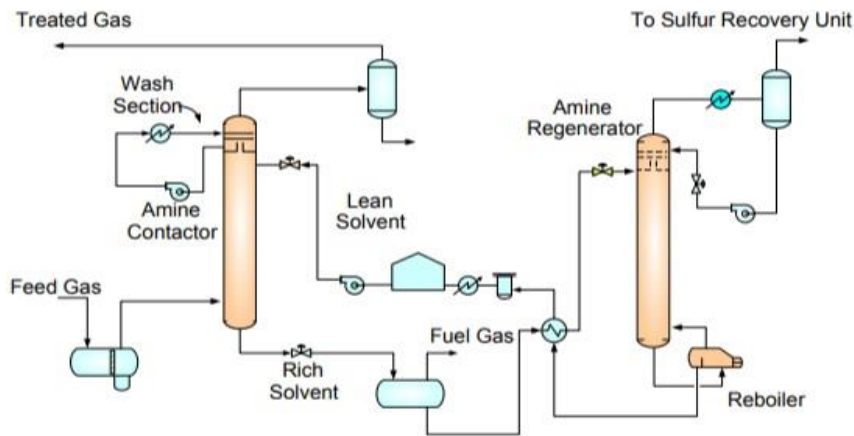 Treated Gas
To Sulfur Recovery Unit
Wash
Section
Amine
Regenerator
Amine
Contactor
Lean
Solvent
Feed Gas
Fuel Gas
Rich
Solvent
Reboiler